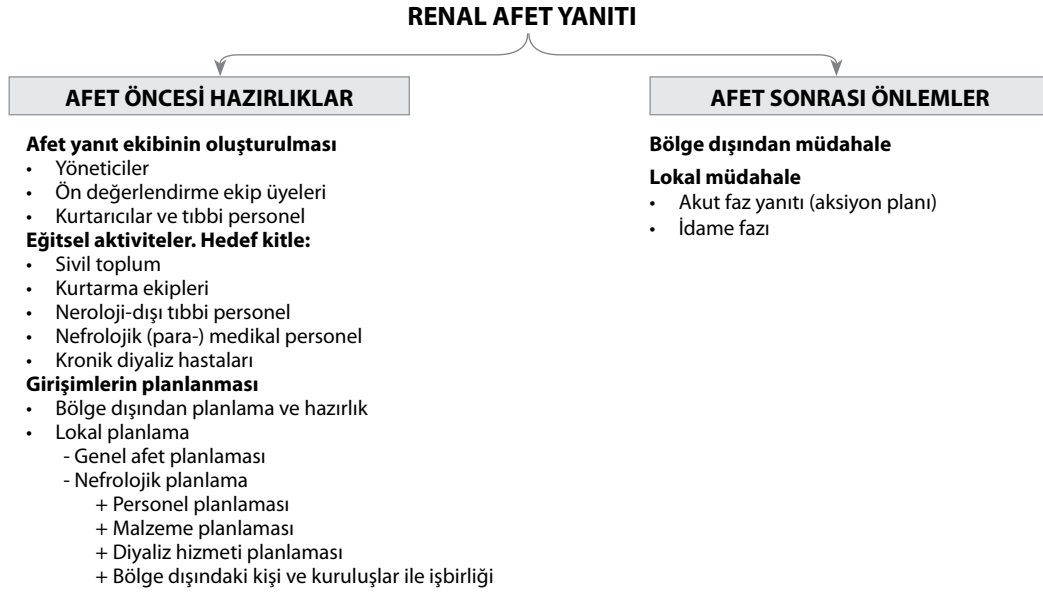 RENAL AFET YANITI
AFET ÖNCESİ HAZIRLIKLAR
Afet yanıt ekibinin oluşturulması
• Yöneticiler
• Ön değerlendirme ekip üyeleri
• Kurtarıcılar ve tıbbi personel
Eğitsel aktiviteler. Hedef kitle:
• Sivil toplum
• Kurtarma ekipleri
• Neroloji-dışı tıbbi personel
• Nefrolojik (para-) medikal personel
• Kronik diyaliz hastaları
Girişimlerin planlanması
• Bölge dışından planlama ve hazırlık
• Lokal planlama
- Genel afet planlaması
- Nefrolojik planlama
+ Personel planlaması
+ Malzeme planlaması
+ Diyaliz hizmeti planlaması
+ Bölge dışındaki kişi ve kuruluşlar ile işbirliği
AFET SONRASI ÖNLEMLER
Bölge dışından müdahale
Lokal müdahale
• Akut faz yanıtı (aksiyon planı)
• İdame fazı